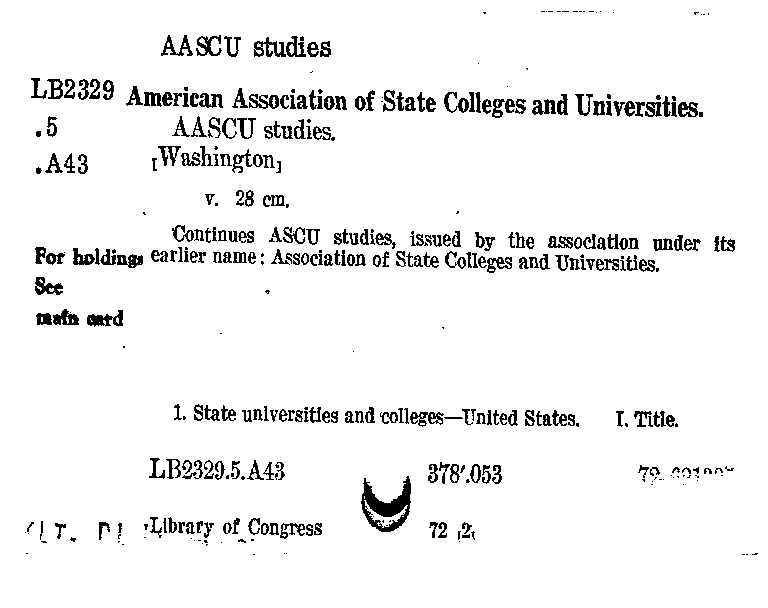 AASCU studies
LB2329 American Association of State Colleges and Universities.
.5 AASCU studies.
.A43 [Washington]
v. 28 cm.
Continues ASCU studies, issued by the association under its
For holdings earlier name: Association of State Colleges and Universities.
See
main card
1. State universities and colleges—United States. I. Title.
LB2329.5.A43 378'.053
Library of Congress 72 [2]